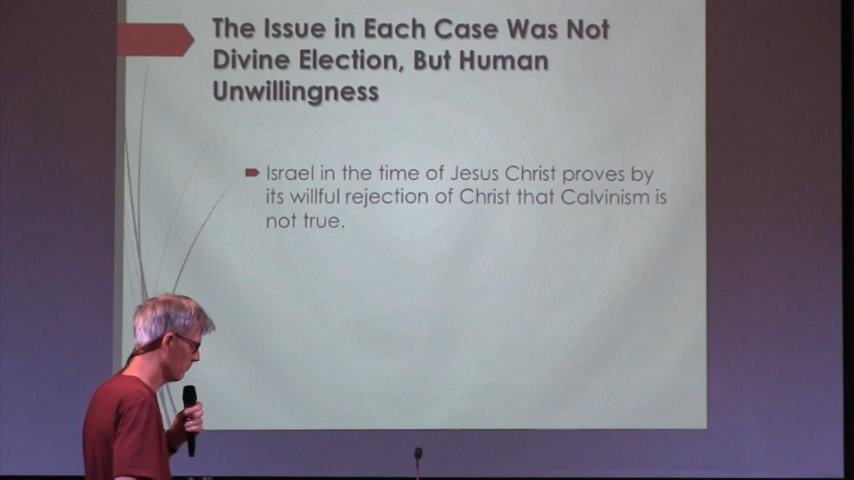 The Issue in Each Case Was Not
Divine Election, But Human
Unwillingness
Israel in the time of Jesus Christ proves by
its willful rejection of Christ that Calvinism is
not true.